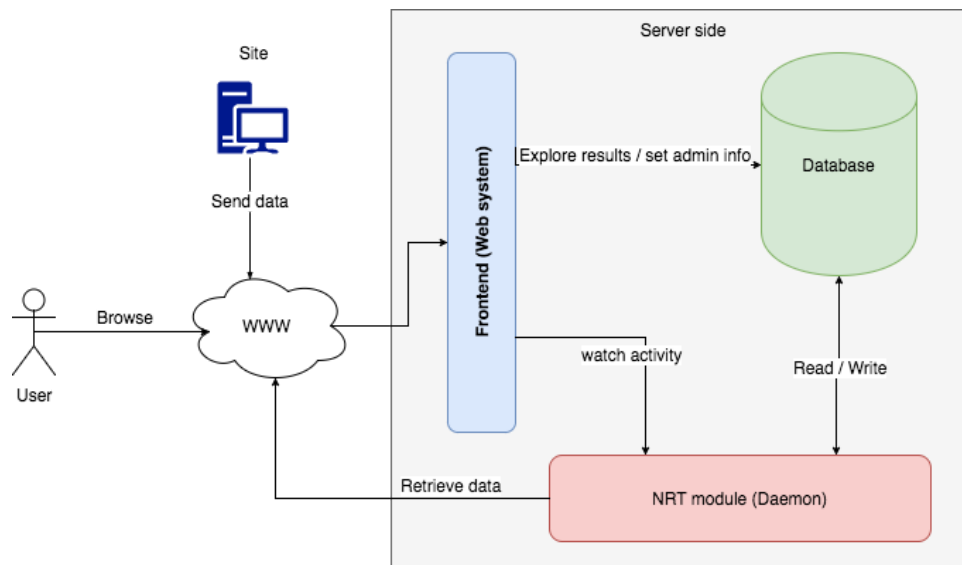 Server side
Site
Explore results / set admin info
Database
Send data
Frontend (Web system)
WWW
Browse
User
watch activity
Read / Write
Retrieve data
NRT module (Daemon)